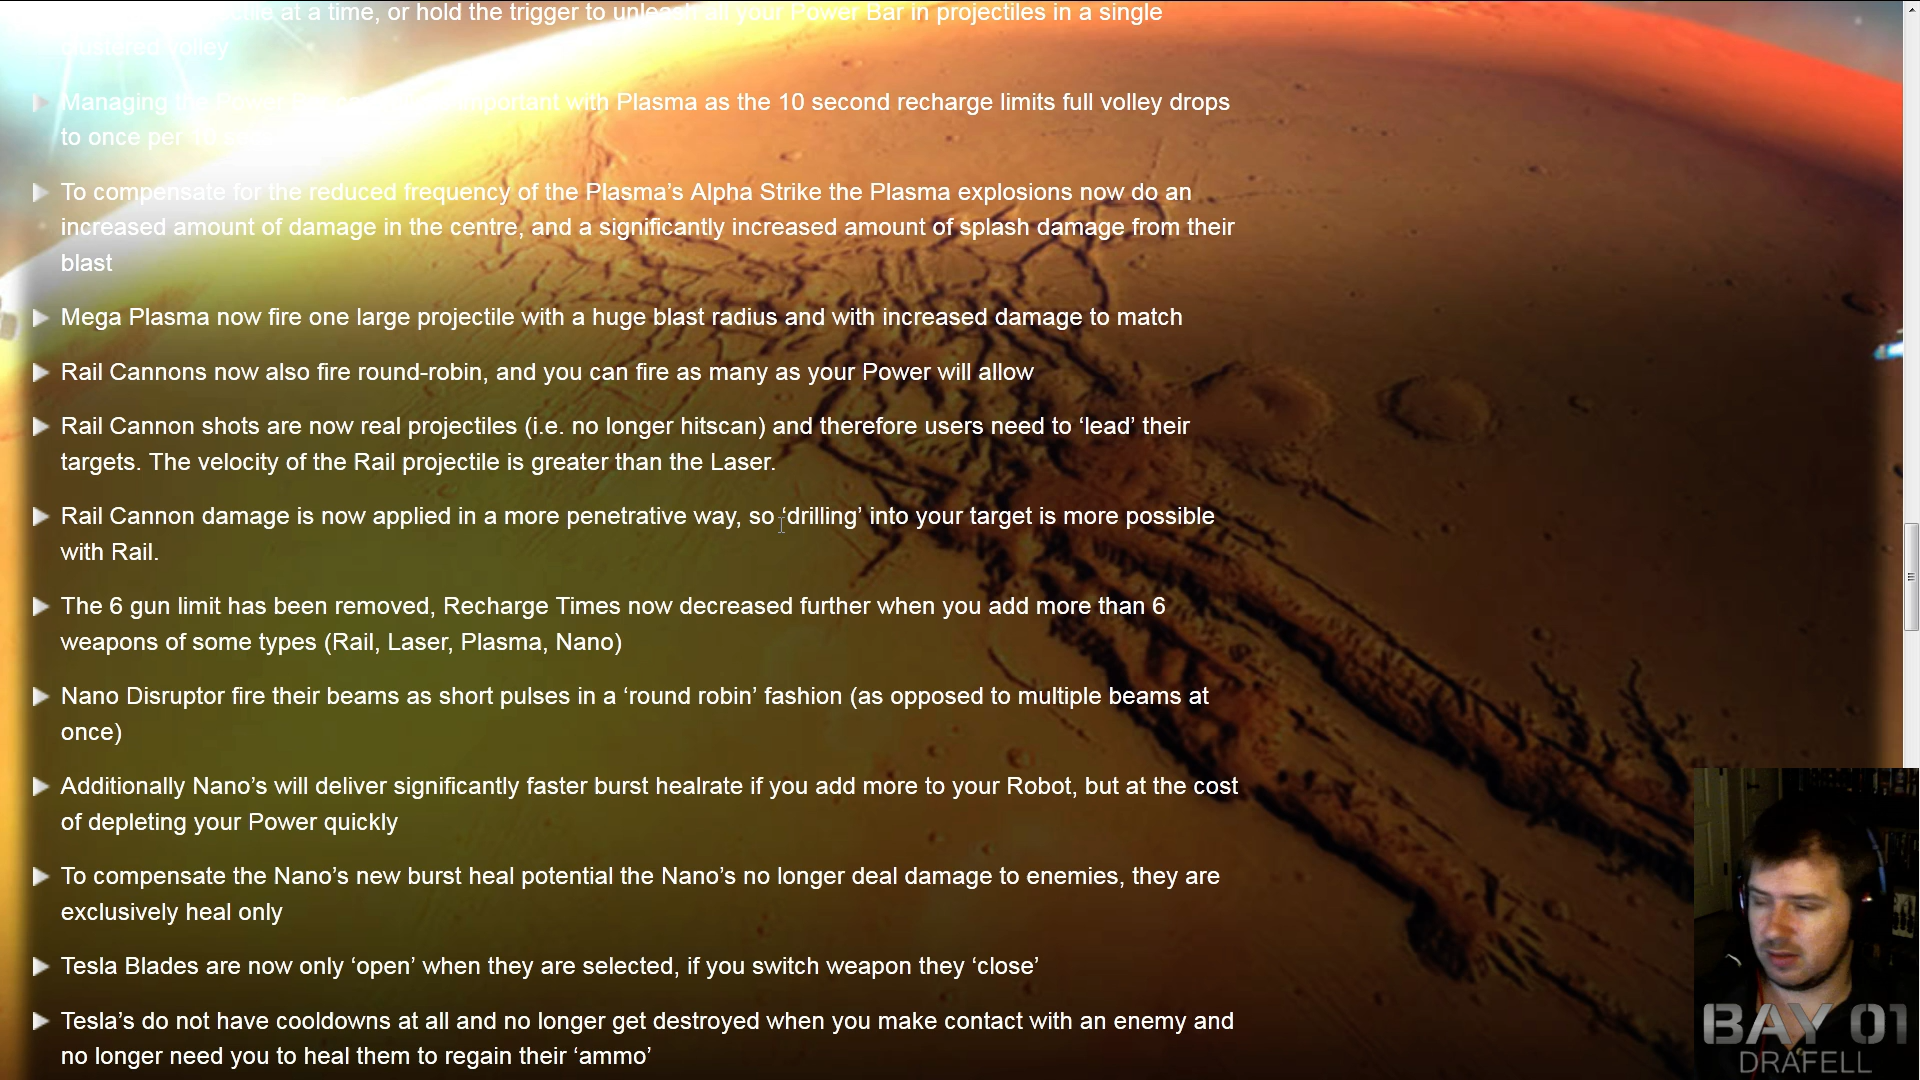 at a time, or hold the trigger to unleash all your Power Bar in projectiles in a single
clustered volley
Managing the Power important with Plasma as the 10 second recharge limits full volley drops
to once per 10
To compensate for the reduced frequency of the Plasma’s Alpha Strike the Plasma explosions now do an
increased amount of damage in the centre, and a significantly increased amount of splash damage from their
blast
Mega Plasma now fire one large projectile with a huge blast radius and with increased damage to match
Rail Cannons now also fire round-robin, and you can fire as many as your Power will allow
Rail Cannon shots are now real projectiles (i.e. no longer hitscan) and therefore users need to ‘lead’ their
targets. The velocity of the Rail projectile is greater than the Laser.
Rail Cannon damage is now applied in a more penetrative way, so ‘drilling’ into your target is more possible
with Rail.
The 6 gun limit has been removed, Recharge Times now decreased further when you add more than 6
weapons of some types (Rail, Laser, Plasma, Nano)
Nano Disruptor fire their beams as short pulses in a ‘round robin’ fashion (as opposed to multiple beams at
once)
Additionally Nano’s will deliver significantly faster burst healrate if you add more to your Robot, but at the cost
of depleting your Power quickly
To compensate the Nano’s new burst heal potential the Nano’s no longer deal damage to enemies, they are
exclusively heal only
Tesla Blades are now only ‘open’ when they are selected, if you switch weapon they ‘close’
Tesla’s do not have cooldowns at all and no longer get destroyed when you make contact with an enemy and
no longer need you to heal them to regain their ‘ammo’
BAY 01
DRAFELL